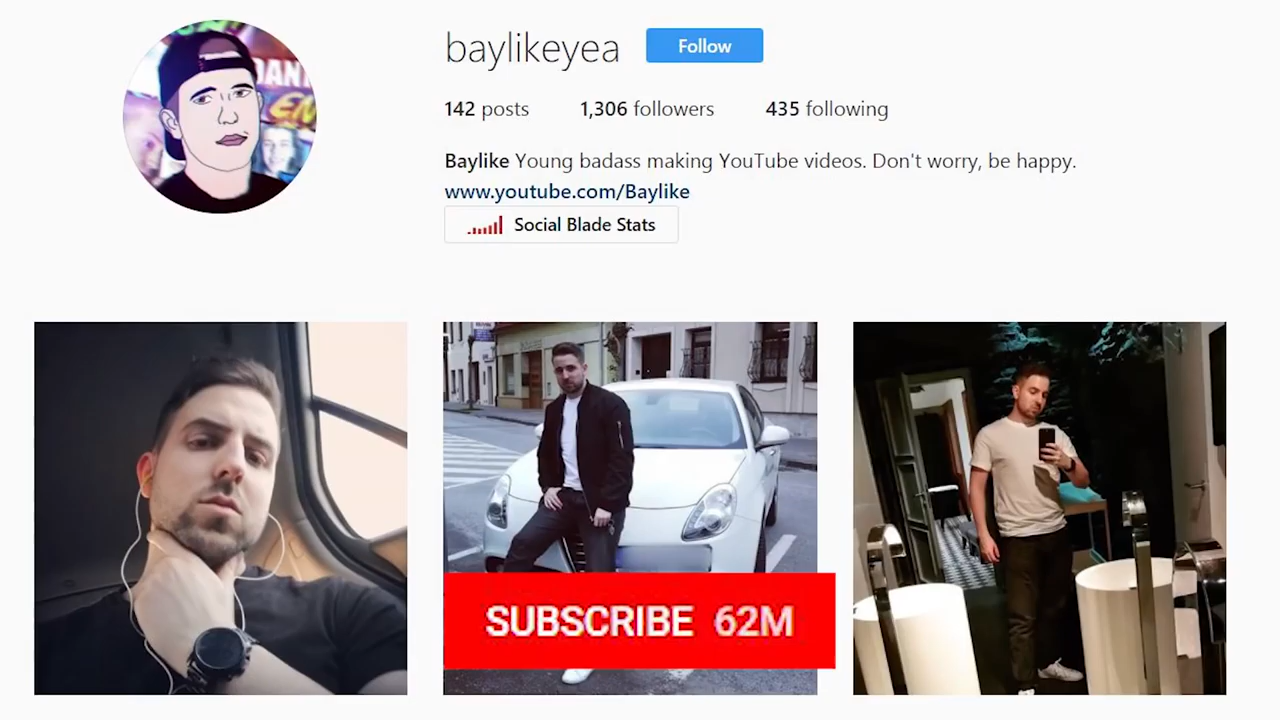 baylikeyea Follow
142 posts 1,306 followers 435 following
Baylike Young badass making YouTube videos. Don't worry, be happy.
www.youtube.com/Baylike
Social Blade Stats
SUBSCRIBE 62M